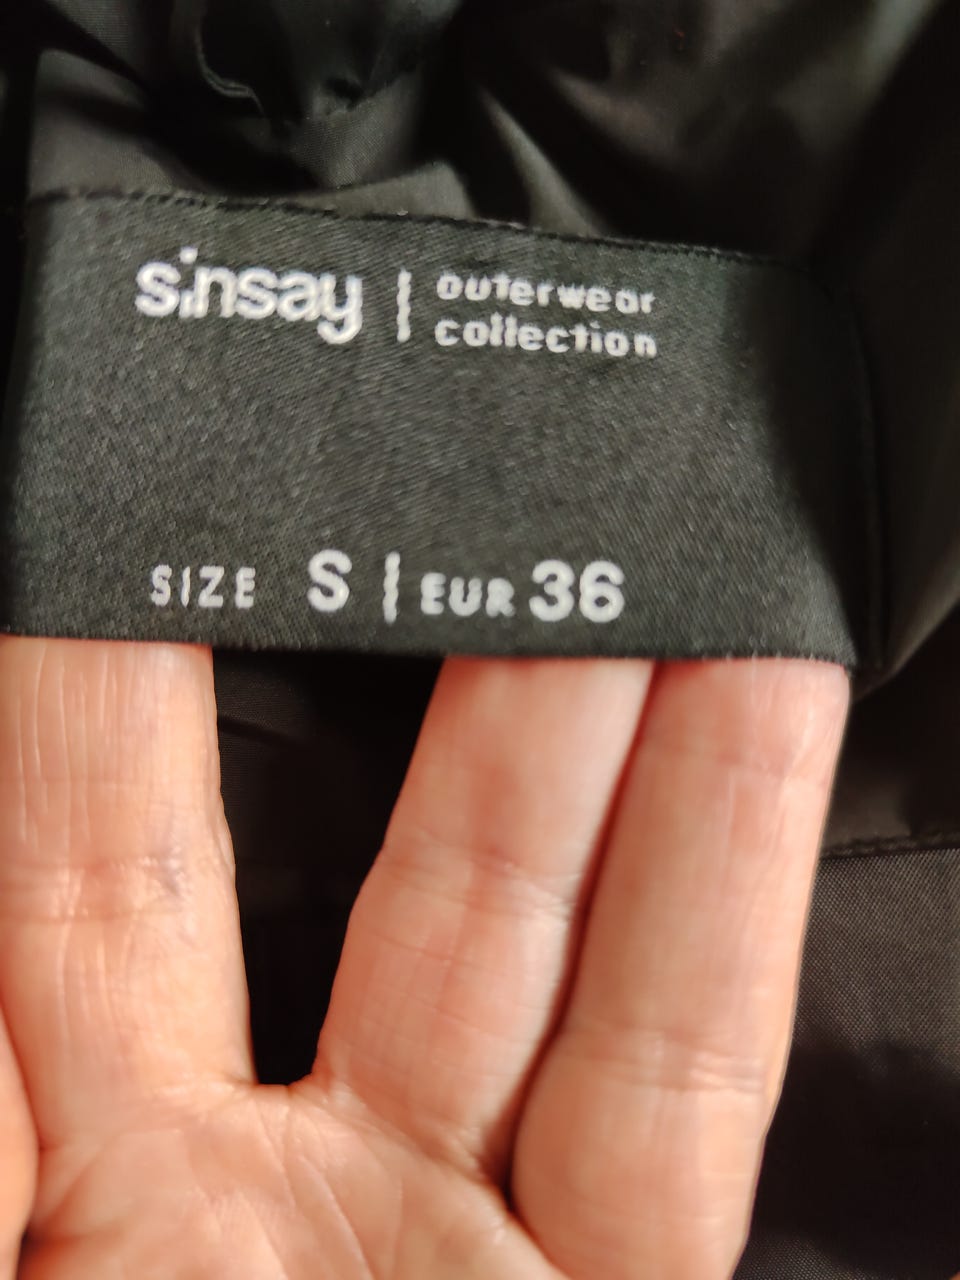 sinsay | outerwear
collection
SIZE S | EUR 36